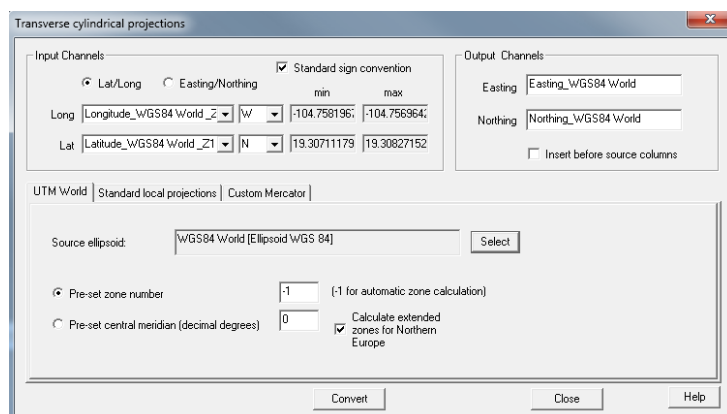 Transverse cylindrical projections
Input Channels
Standard sign convention
Lat/Long
Easting/Northing
min
max
Long
Longitude_WGS84 World _Z
W
-104.7581967
-104.7569642
Lat
Latitude_WGS84 World _Z1
N
19.30711179
19.30827152
Output Channels
Easting
Easting_WGS84 World
Northing
Northing_WGS84 World
Insert before source columns
UTM World
Standard local projections
Custom Mercator
Source ellipsoid:
WGS84 World [Ellipsoid WGS 84]
Select
Pre-set zone number
-1
(-1 for automatic zone calculation)
Pre-set central meridian (decimal degrees)
0
Calculate extended
zones for Northern
Europe
Convert
Close
Help